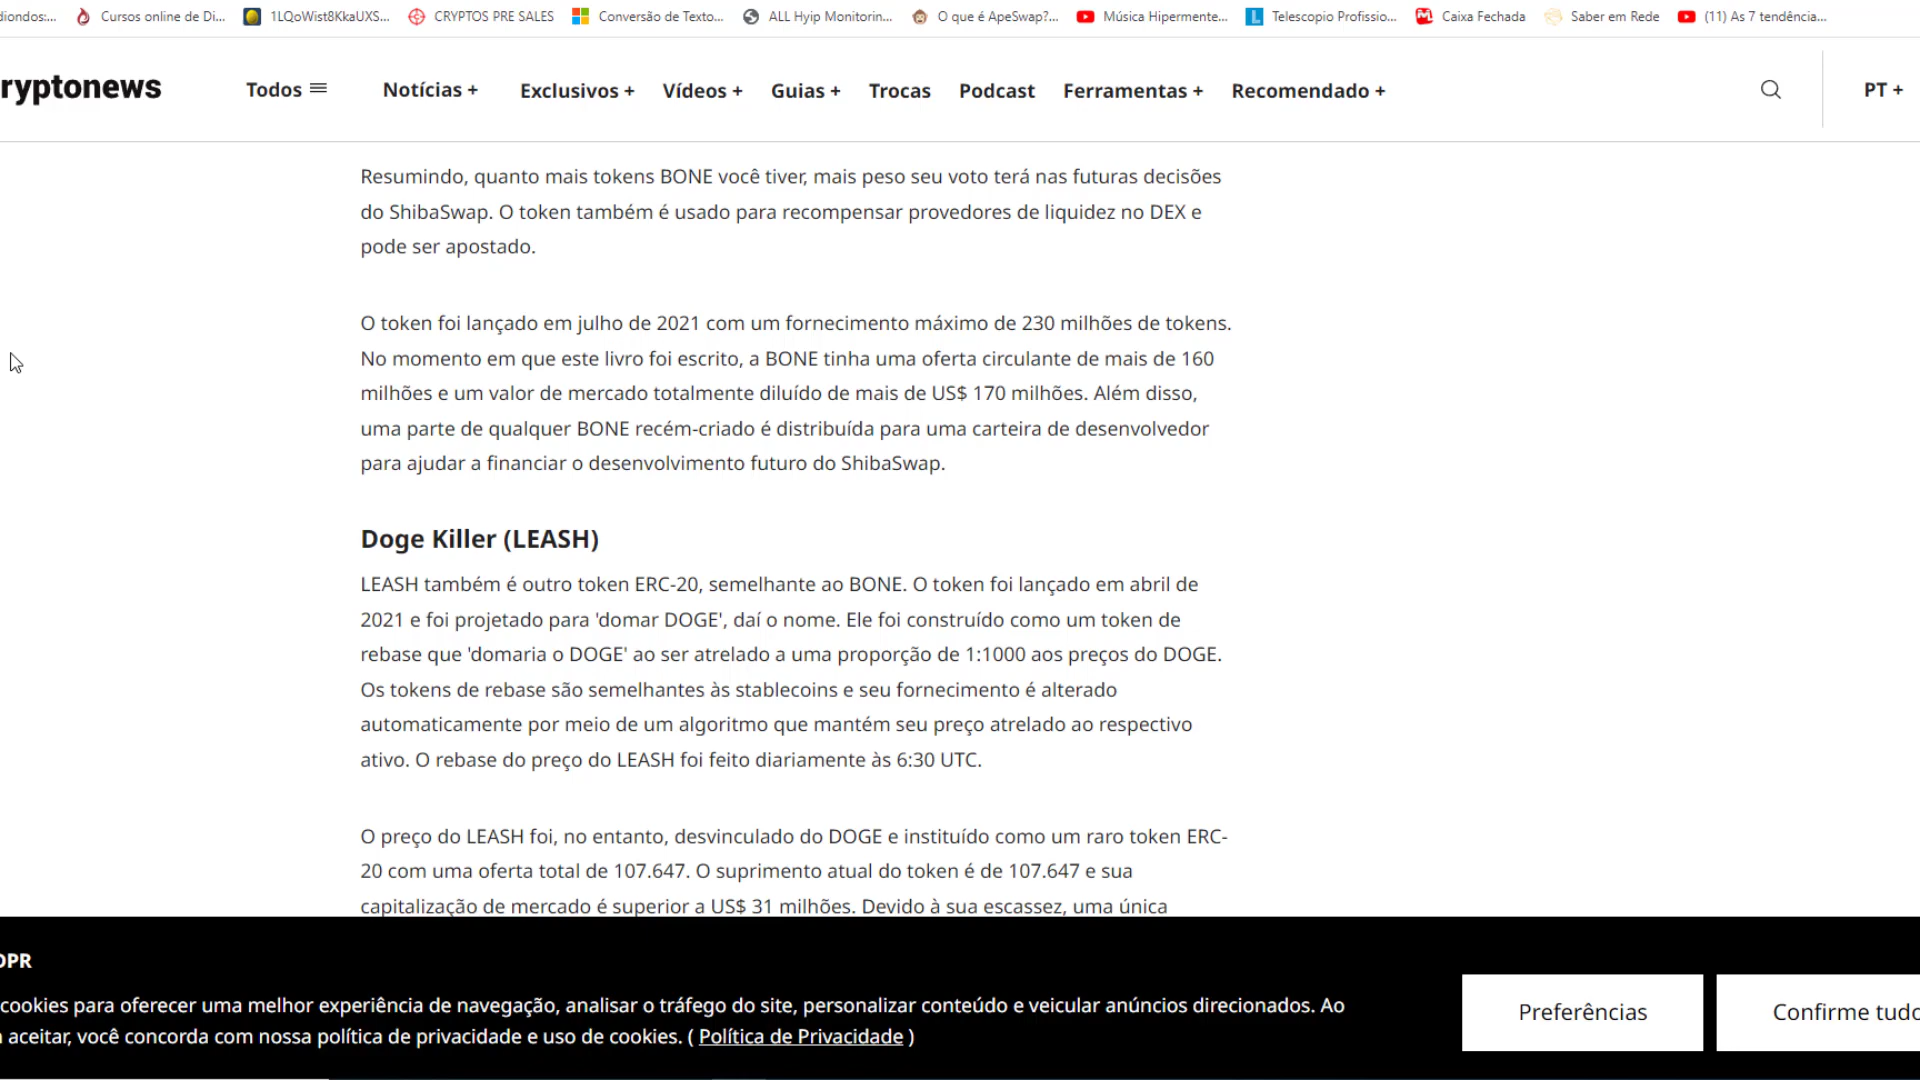 diondos:... Cursos online de Di... 1LQoWist8KkaUXS... CRYPTOS PRE SALES Conversão de Texto... ALL Hyip Monitorin... O que é ApeSwap?... Música Hipermente... Telescopio Profissio... Caixa Fechada Saber em Rede (11) As 7 tendência...
ryptonews Todos Notícias + Exclusivos + Vídeos + Guias + Trocas Podcast Ferramentas + Recomendado + PT +
Resumindo, quanto mais tokens BONE você tiver, mais peso seu voto terá nas futuras decisões
do ShibaSwap. O token também é usado para recompensar provedores de liquidez no DEX e
pode ser apostado.
O token foi lançado em julho de 2021 com um fornecimento máximo de 230 milhões de tokens.
No momento em que este livro foi escrito, a BONE tinha uma oferta circulante de mais de 160
milhões e um valor de mercado totalmente diluído de mais de US$ 170 milhões. Além disso,
uma parte de qualquer BONE recém-criado é distribuída para uma carteira de desenvolvedor
para ajudar a financiar o desenvolvimento futuro do ShibaSwap.
Doge Killer (LEASH)
LEASH também é outro token ERC-20, semelhante ao BONE. O token foi lançado em abril de
2021 e foi projetado para 'domar DOGE', daí o nome. Ele foi construído como um token de
rebase que 'domaria o DOGE' ao ser atrelado a uma proporção de 1:1000 aos preços do DOGE.
Os tokens de rebase são semelhantes às stablecoins e seu fornecimento é alterado
automaticamente por meio de um algoritmo que mantém seu preço atrelado ao respectivo
ativo. O rebase do preço do LEASH foi feito diariamente às 6:30 UTC.
O preço do LEASH foi, no entanto, desvinculado do DOGE e instituído como um raro token ERC-
20 com uma oferta total de 107.647. O suprimento atual do token é de 107.647 e sua
capitalização de mercado é superior a US$ 31 milhões. Devido à sua escassez, uma única
DPR
cookies para oferecer uma melhor experiência de navegação, analisar o tráfego do site, personalizar conteúdo e veicular anúncios direcionados. Ao
aceitar, você concorda com nossa política de privacidade e uso de cookies. ( Política de Privacidade )
Preferências
Confirme tudo